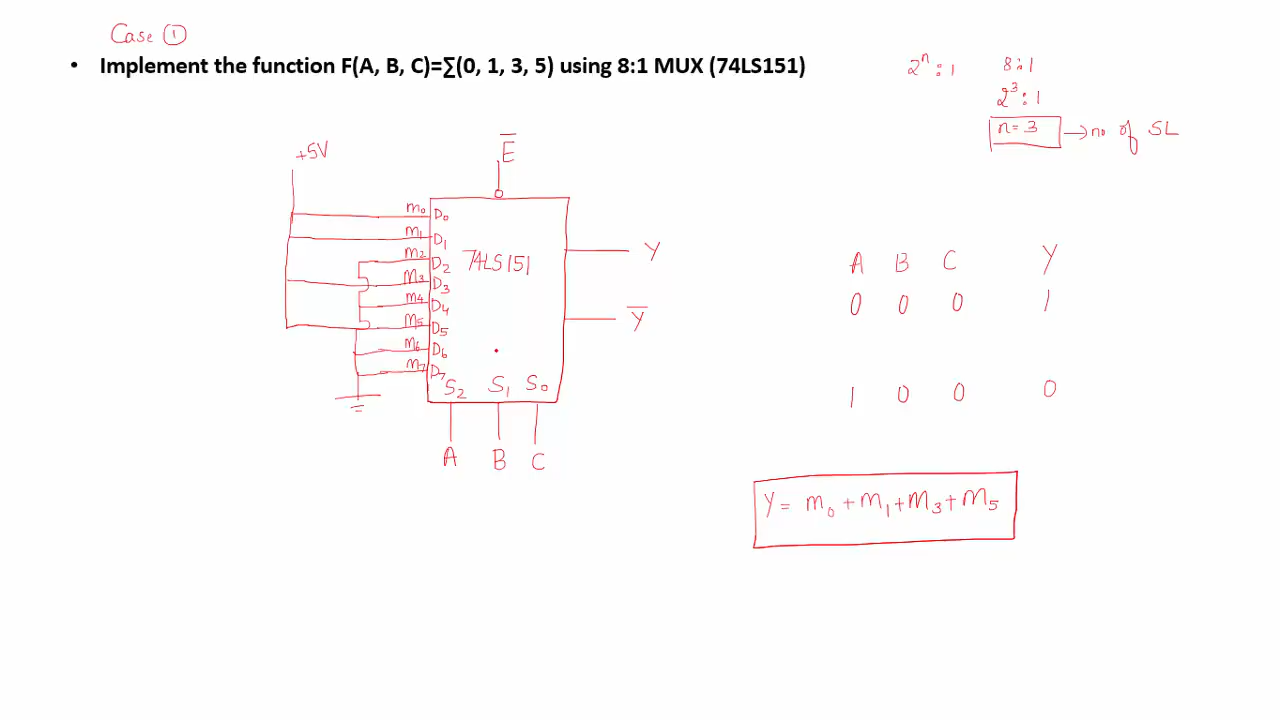 Case ①
• Implement the function F(A, B, C)=∑(0, 1, 3, 5) using 8:1 MUX (74LS151)
2ⁿ : 1 8:1
2³ : 1
n = 3 → no of SL
+5V
E̅
m₀ D₀
m₁ D₁
m₂ D₂
m₃ D₃
m₄ D₄
m₅ D₅
m₆ D₆
m₇ D₇
74LS151
Y
Y̅
S₂ S₁ S₀
A B C
A B C Y
0 0 0 1
1 0 0 0
Y = m₀ + m₁ + m₃ + m₅